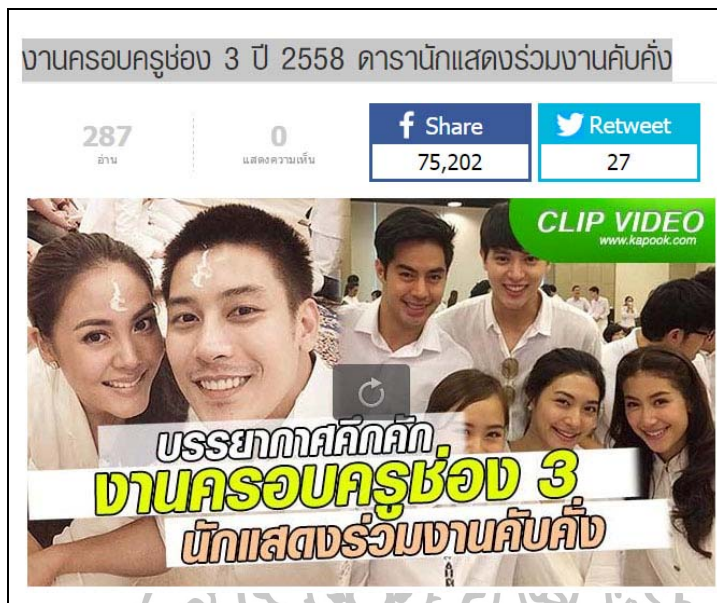 งานครอบครูช่อง 3 ปี 2558 ดารานักแสดงร่วมงานคับคั่ง
287
อ่าน
0
แสดงความเห็น
f Share
75,202
Retweet
27
CLIP VIDEO
www.kapook.com
บรรยากาศคึกคัก
งานครอบครูช่อง 3
นักแสดงร่วมงานคับคั่ง